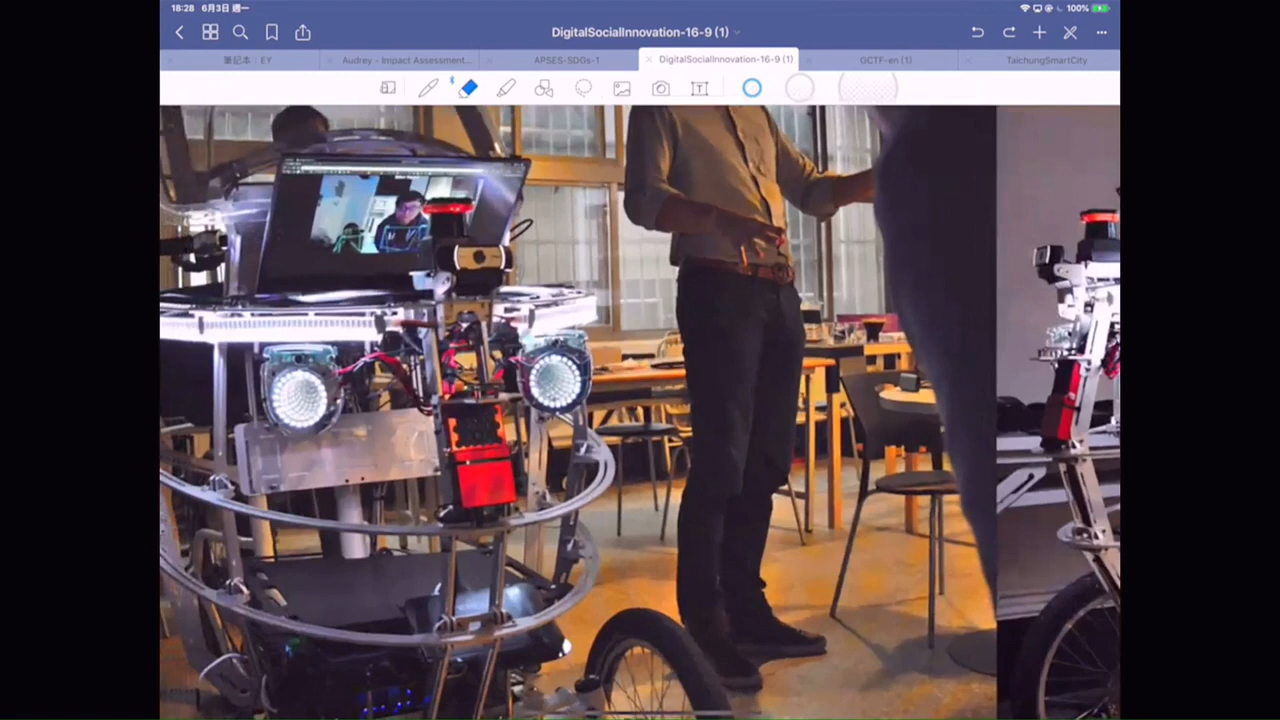 18:28 6月3日 週一
100%
DigitalSocialInnovation-16-9 (1)
筆記本：EY
Audrey - Impact Assessment...
APSES-SDGs-1
DigitalSocialInnovation-16-9 (1)
GCTF-en (1)
TaichungSmartCity
T